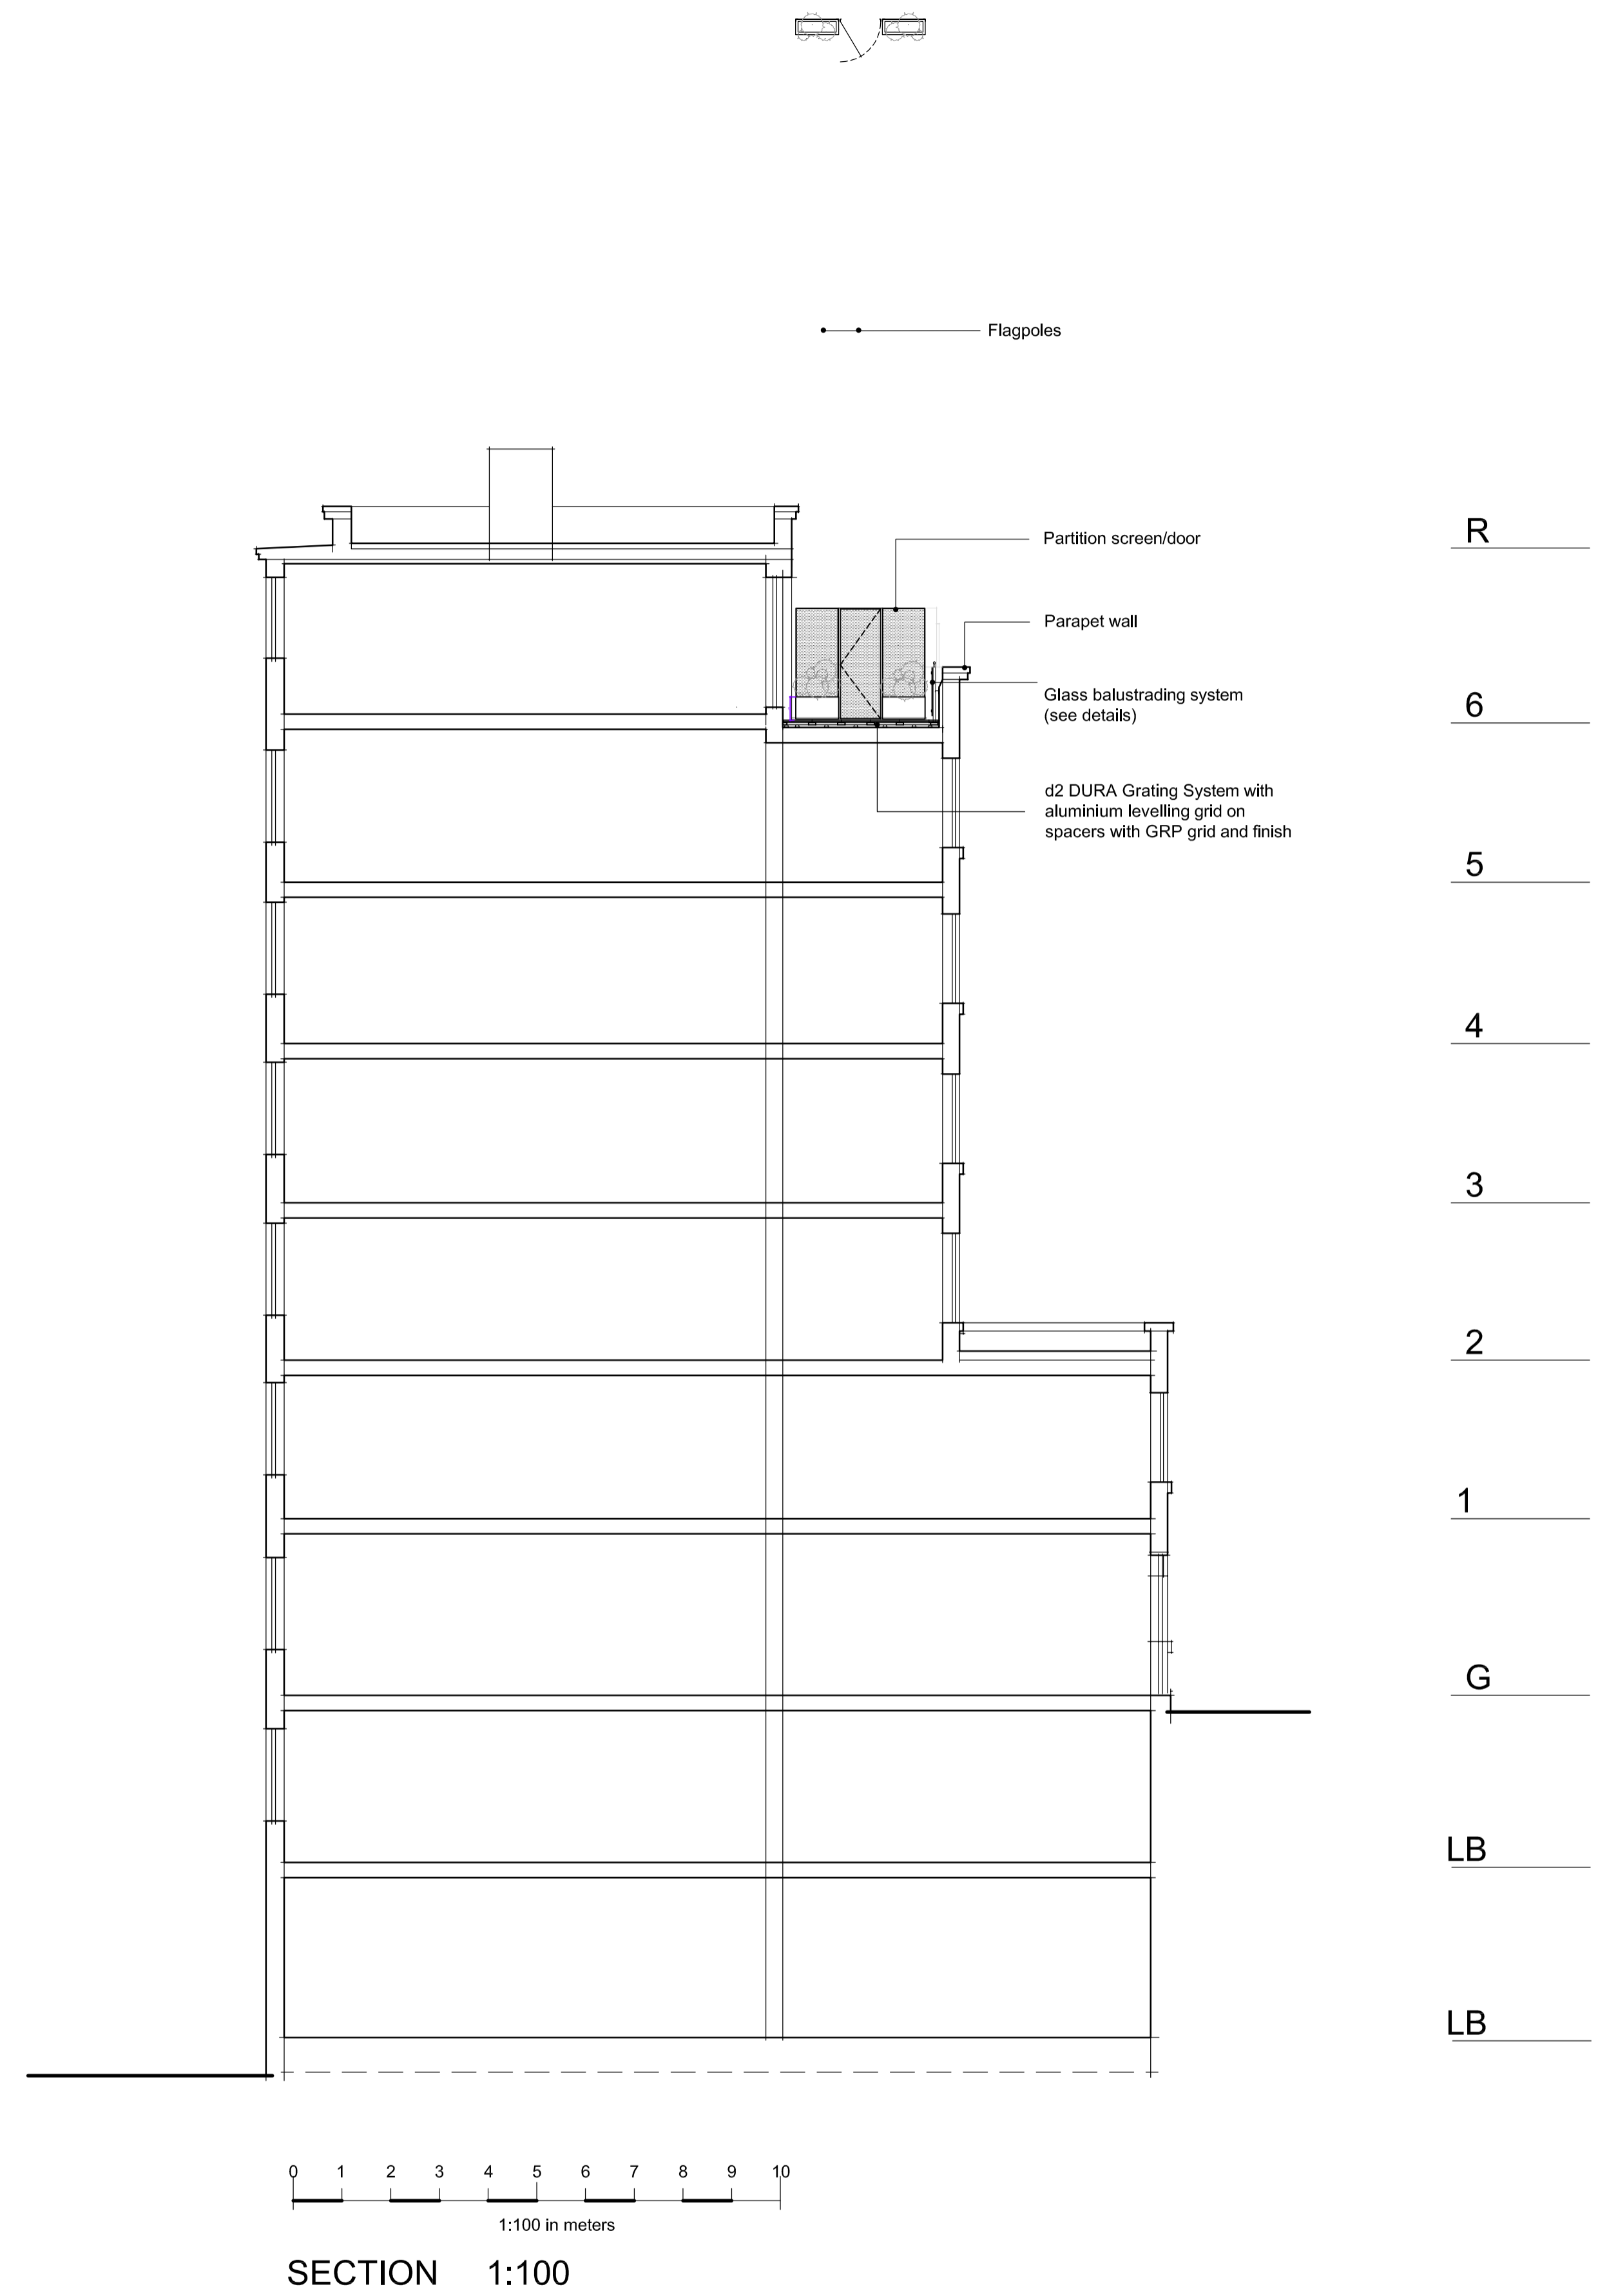 Flagpoles
R
Partition screen/door
Parapet wall
Glass balustrading system
(see details)
6
d2 DURA Grating System with
aluminium levelling grid on
spacers with GRP grid and finish
5
4
3
2
1
G
LB
LB
0 1 2 3 4 5 6 7 8 9 10
1:100 in meters
SECTION 1:100